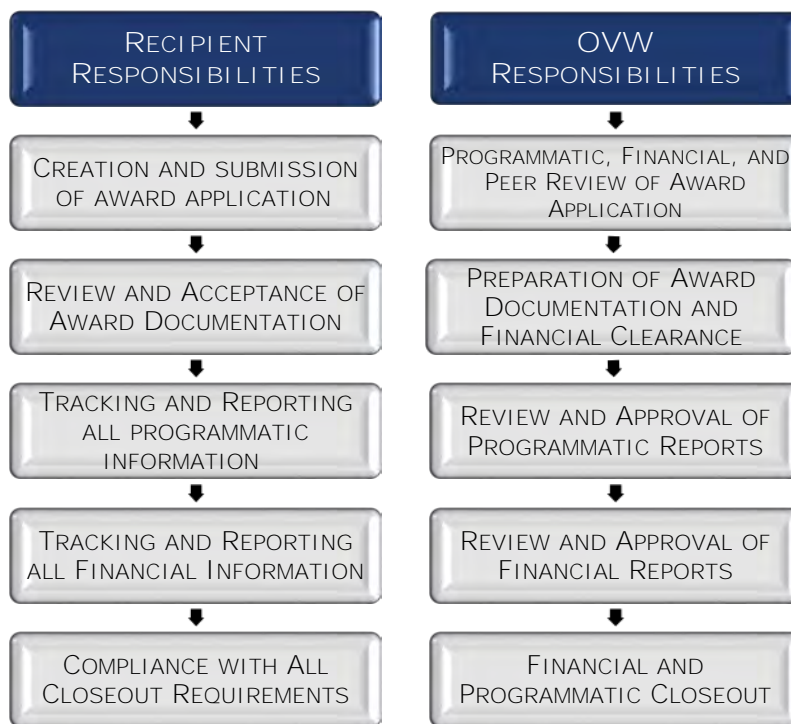 RECIPIENT
RESPONSIBILITIES
CREATION AND SUBMISSION
OF AWARD APPLICATION
REVIEW AND ACCEPTANCE OF
AWARD DOCUMENTATION
TRACKING AND REPORTING
ALL PROGRAMMATIC
INFORMATION
TRACKING AND REPORTING
ALL FINANCIAL INFORMATION
COMPLIANCE WITH ALL
CLOSEOUT REQUIREMENTS
OVW
RESPONSIBILITIES
PROGRAMMATIC, FINANCIAL, AND
PEER REVIEW OF AWARD
APPLICATION
PREPARATION OF AWARD
DOCUMENTATION AND
FINANCIAL CLEARANCE
REVIEW AND APPROVAL OF
PROGRAMMATIC REPORTS
REVIEW AND APPROVAL OF
FINANCIAL REPORTS
FINANCIAL AND
PROGRAMMATIC CLOSEOUT